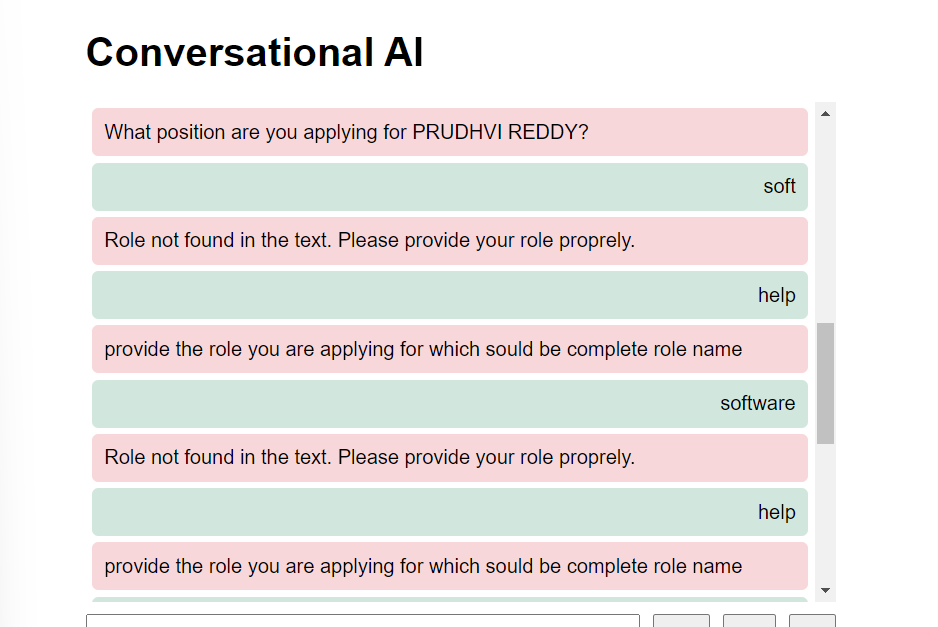 Conversational AI
What position are you applying for PRUDHVI REDDY?
soft
Role not found in the text. Please provide your role proprely.
help
provide the role you are applying for which sould be complete role name
software
Role not found in the text. Please provide your role proprely.
help
provide the role you are applying for which sould be complete role name